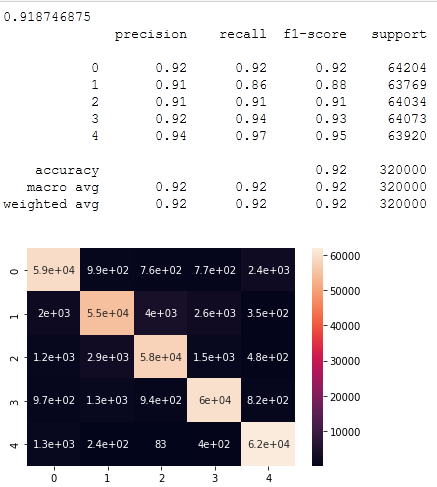 0.918746875
precision recall f1-score support
0 0.92 0.92 0.92 64204
1 0.91 0.86 0.88 63769
2 0.91 0.91 0.91 64034
3 0.92 0.94 0.93 64073
4 0.94 0.97 0.95 63920
accuracy 0.92 320000
macro avg 0.92 0.92 0.92 320000
weighted avg 0.92 0.92 0.92 320000
0 5.9e+04 9.9e+02 7.6e+02 7.7e+02 2.4e+03
1 2e+03 5.5e+04 4e+03 2.6e+03 3.5e+02
2 1.2e+03 2.9e+03 5.8e+04 1.5e+03 4.8e+02
3 9.7e+02 1.3e+03 9.4e+02 6e+04 8.2e+02
4 1.3e+03 2.4e+02 83 4e+02 6.2e+04
0 1 2 3 4
60000
50000
40000
30000
20000
10000